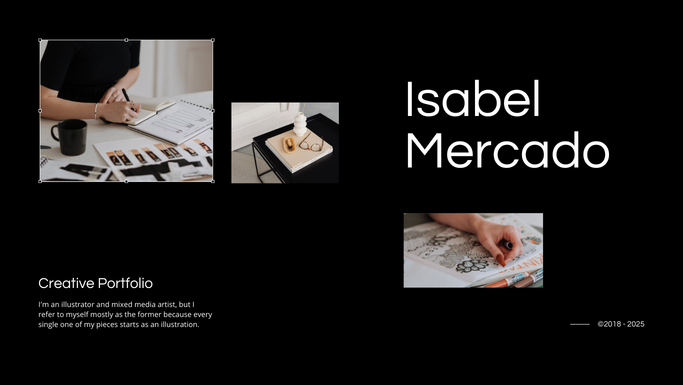 Isabel
Mercado
Creative Portfolio
I'm an illustrator and mixed media artist, but I
refer to myself mostly as the former because every
single one of my pieces starts as an illustration.
©2018 - 2025